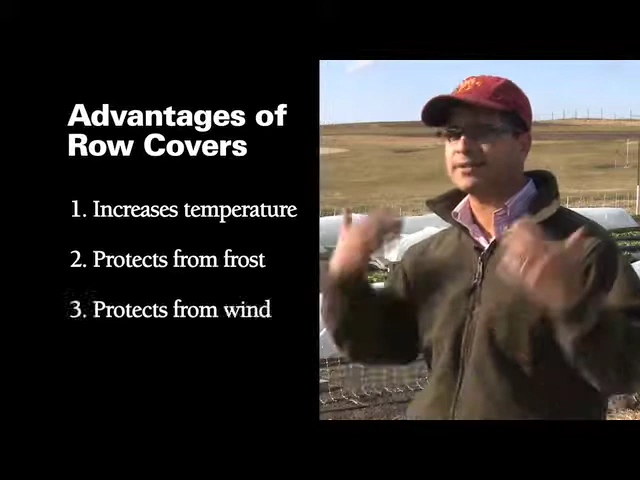 Advantages of
Row Covers
1. Increases temperature
2. Protects from frost
3. Protects from wind